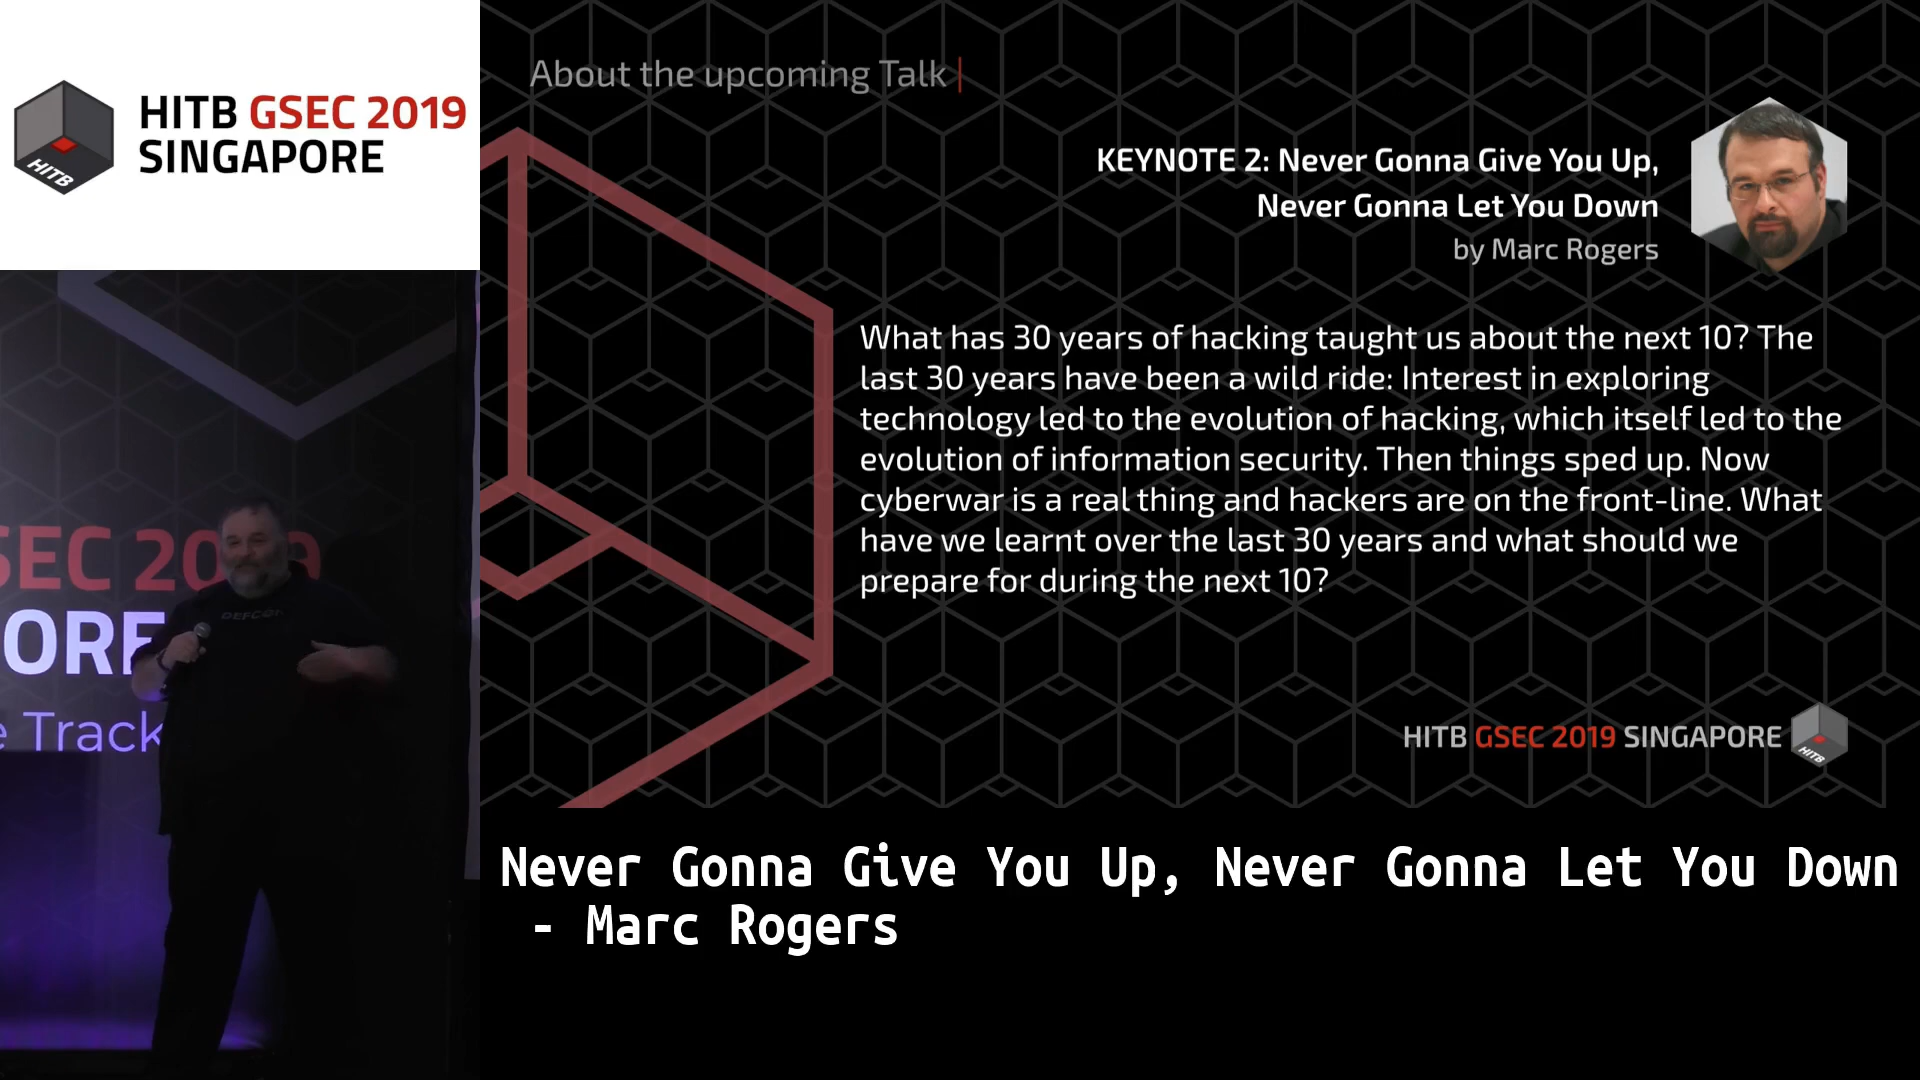 HITB GSEC 2019
SINGAPORE
HITB
About the upcoming Talk
KEYNOTE 2: Never Gonna Give You Up,
Never Gonna Let You Down
by Marc Rogers
What has 30 years of hacking taught us about the next 10? The
last 30 years have been a wild ride: Interest in exploring
technology led to the evolution of hacking, which itself led to the
evolution of information security. Then things sped up. Now
cyberwar is a real thing and hackers are on the front-line. What
have we learnt over the last 30 years and what should we
prepare for during the next 10?
HITB GSEC 2019 SINGAPORE
HITB
SEC 2019
ORE
e Track
DEFCON
Never Gonna Give You Up, Never Gonna Let You Down
- Marc Rogers